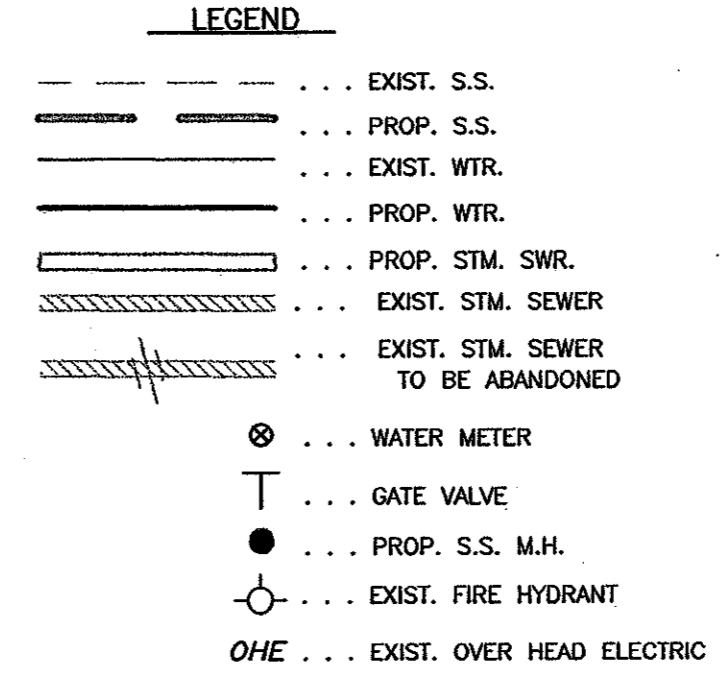 LEGEND
. . . EXIST. S.S.
. . . PROP. S.S.
. . . EXIST. WTR.
. . . PROP. WTR.
. . . PROP. STM. SWR.
. . . EXIST. STM. SEWER
. . . EXIST. STM. SEWER
TO BE ABANDONED
. . . WATER METER
. . . GATE VALVE
. . . PROP. S.S. M.H.
. . . EXIST. FIRE HYDRANT
OHE . . . EXIST. OVER HEAD ELECTRIC